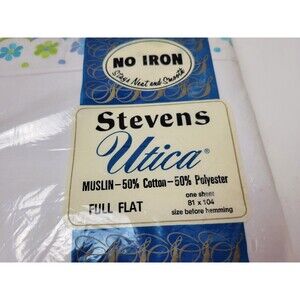 NO IRON
Stays Neat and Smooth
Stevens
Utica®
MUSLIN-50% Cotton-50% Polyester
FULL FLAT
one sheet
81 x 104
size before hemming